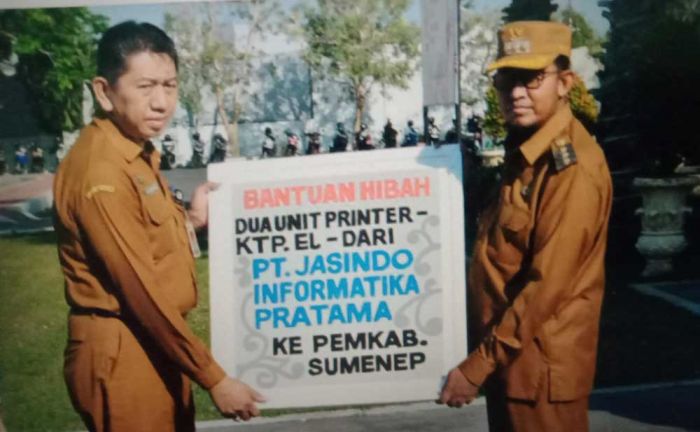 BANTUAN HIBAH
DUA UNIT PRINTER -
KTP. EL - DARI
PT. JASINDO
INFORMATIKA
PRATAMA
KE PEMKAB.
SUMENEP